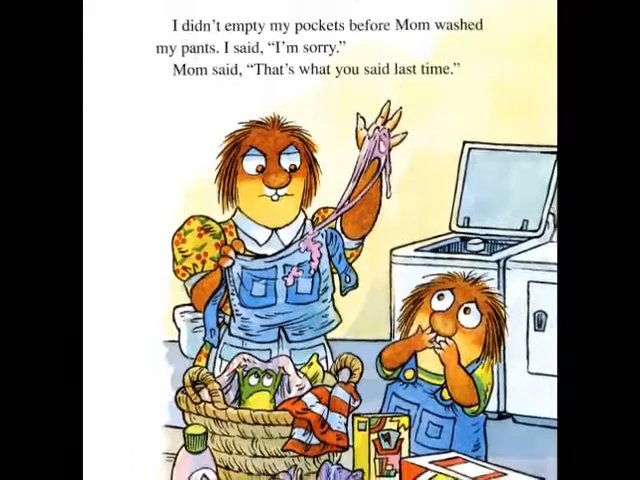 I didn't empty my pockets before Mom washed
my pants. I said, “I'm sorry.”
Mom said, “That's what you said last time.”